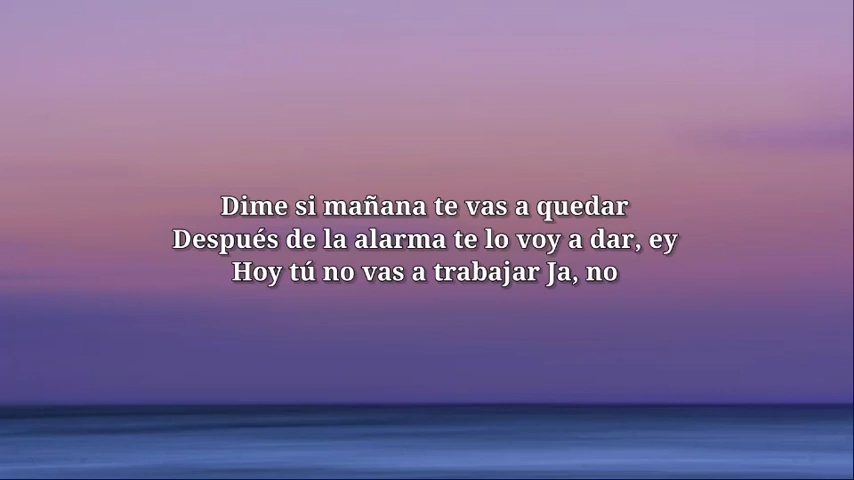 Dime si mañana te vas a quedar
Después de la alarma te lo voy a dar, ey
Hoy tú no vas a trabajar Ja, no